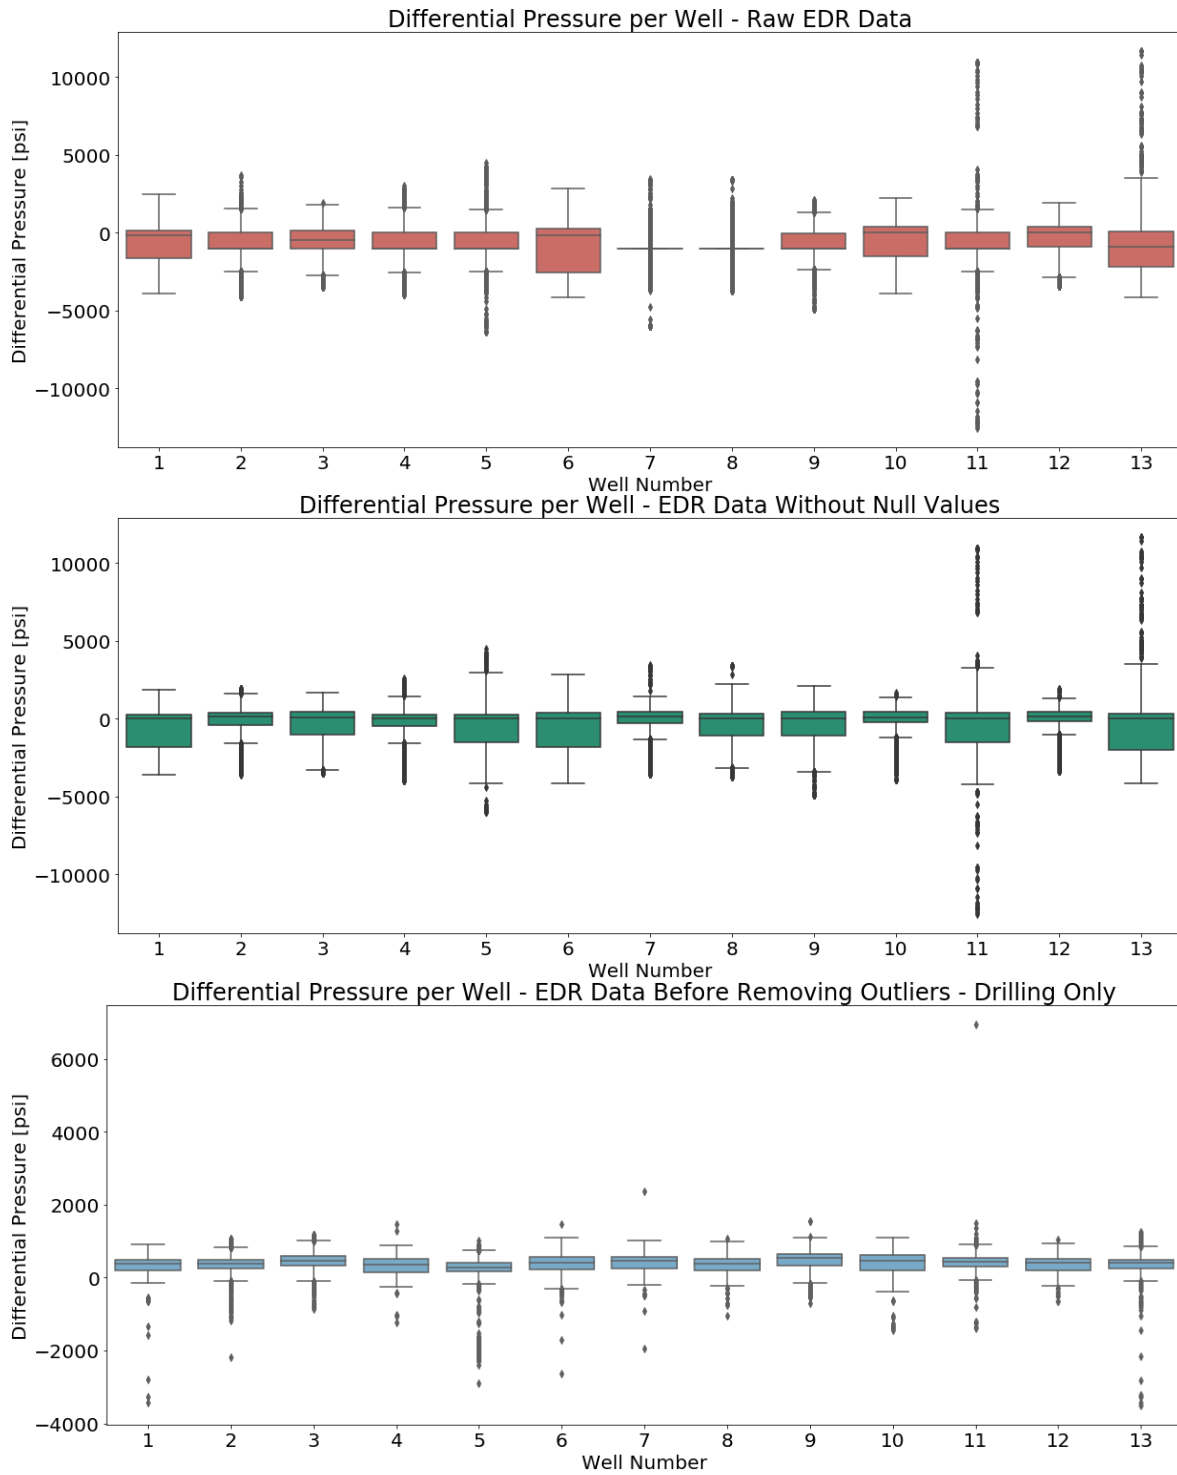 Differential Pressure per Well - Raw EDR Data
Differential Pressure [psi]
10000
5000
0
−5000
−10000
1 2 3 4 5 6 7 8 9 10 11 12 13
Well Number
Differential Pressure per Well - EDR Data Without Null Values
Differential Pressure [psi]
10000
5000
0
−5000
−10000
1 2 3 4 5 6 7 8 9 10 11 12 13
Well Number
Differential Pressure per Well - EDR Data Before Removing Outliers - Drilling Only
Differential Pressure [psi]
6000
4000
2000
0
−2000
−4000
1 2 3 4 5 6 7 8 9 10 11 12 13
Well Number